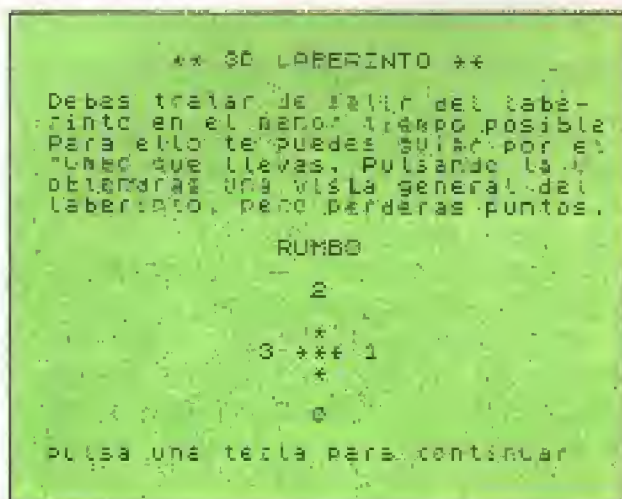 ** 3D LABERINTO **
Debes tratar de salir del labe-
rinto en el menor tiempo posible
Para ello te puedes guiar por el
rumbo que llevas. Pulsando la
obtendras una vista general del
laberinto, pero perderas puntos.
RUMBO
2
*
3 *** 1
*
0
pulsa una tecla para continuar